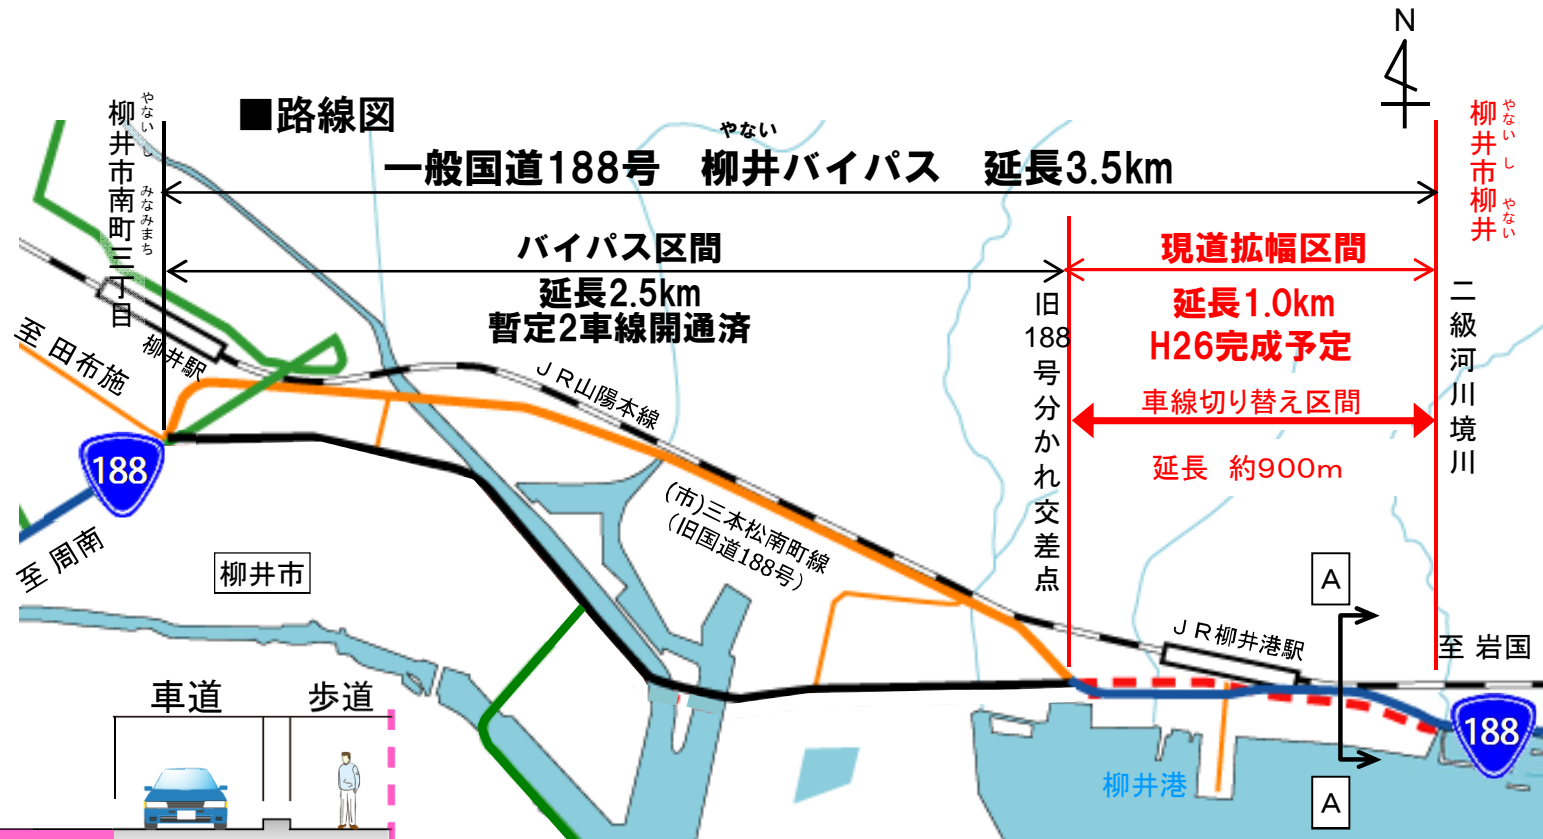 N
■路線図
やない
一般国道188号　柳井バイパス　延長3.5km
やないし みなみまち
柳井市南町三丁目
やないし やない
柳井市柳井
バイパス区間
延長2.5km
暫定2車線開通済
現道拡幅区間
延長1.0km
H26完成予定
車線切り替え区間
延長 約900m
旧188号分かれ交差点
二級河川境川
至 田布施
柳井駅
JR山陽本線
188
至 周南
柳井市
(市)三本松南町線
(旧国道188号)
A
JR柳井港駅
至 岩国
188
車道
歩道
柳井港
A